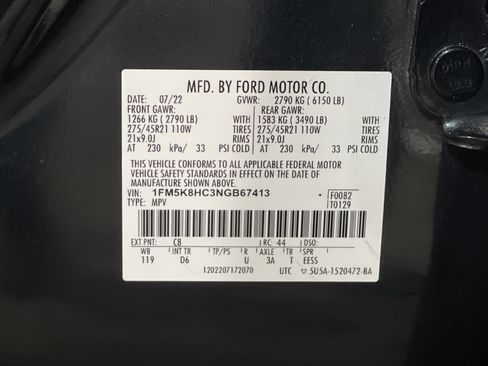 MFD. BY FORD MOTOR CO.
DATE: 07/22 GVWR: 2790 KG ( 6150 LB)
FRONT GAWR: REAR GAWR:
1266 KG ( 2790 LB) WITH 1583 KG ( 3490 LB) WITH
275/45R21 110W TIRES 275/45R21 110W TIRES
21x9.0J RIMS 21x9.0J RIMS
AT 230 kPa/ 33 PSI COLD AT 230 kPa/ 33 PSI COLD
THIS VEHICLE CONFORMS TO ALL APPLICABLE FEDERAL MOTOR
VEHICLE SAFETY STANDARDS IN EFFECT ON THE DATE OF
MANUFACTURE SHOWN ABOVE.
VIN: 1FM5K8HC3NGB67413 F0082
TYPE: MPV T0129
EXT PNT: C8 RC: 44 DSO:
WB INT TR TP/PS R AXLE TR SPR
119 D6 U 3A T EESS
1202207172070 UTC ▽ 5U5A-1520472-BA